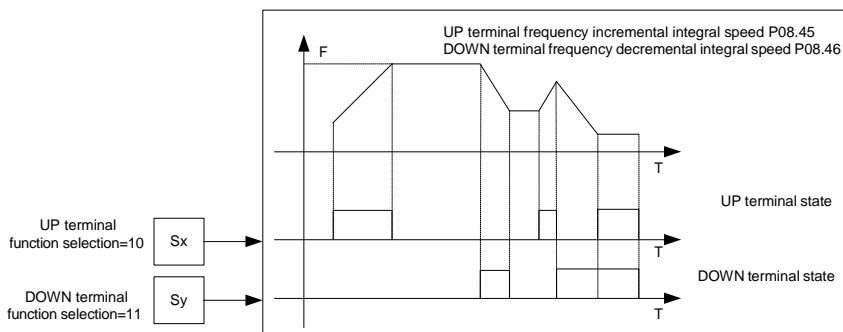 UP terminal frequency incremental integral speed P08.45
DOWN terminal frequency decremental integral speed P08.46
F
T
UP terminal state
UP terminal
function selection=10
Sx
T
DOWN terminal state
DOWN terminal
function selection=11
Sy
T